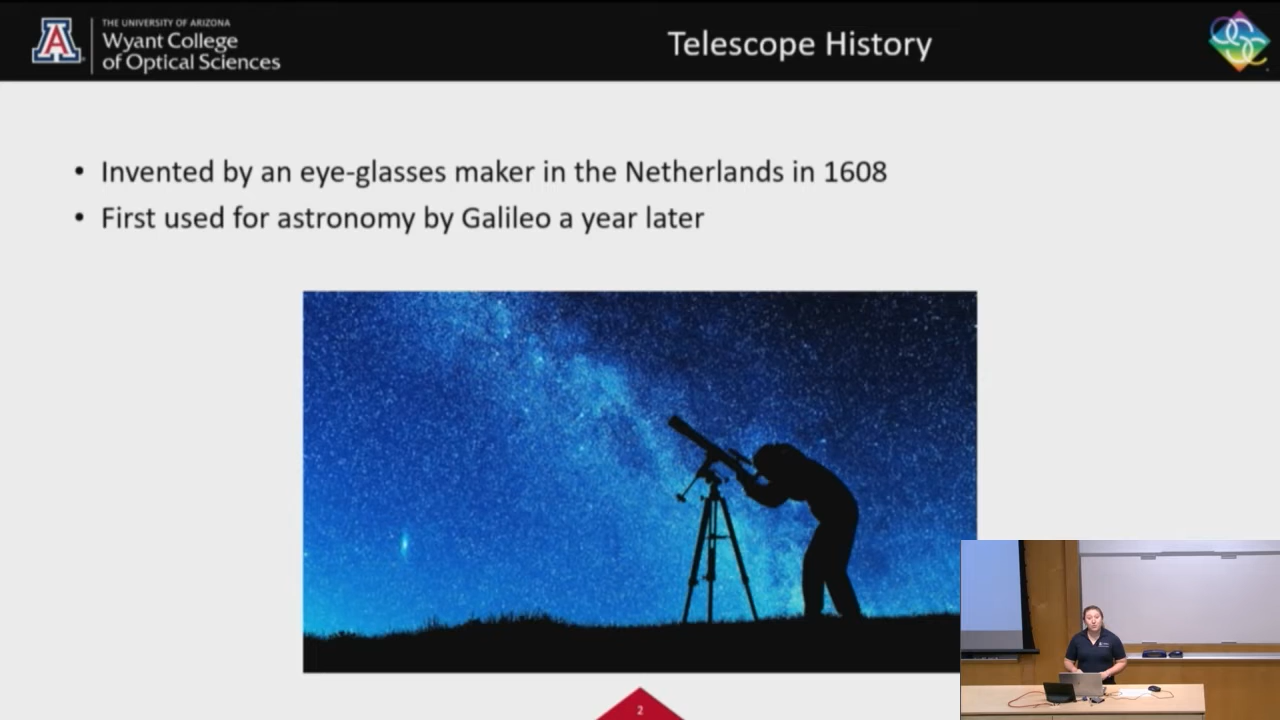 THE UNIVERSITY OF ARIZONA
Wyant College
of Optical Sciences
Telescope History
• Invented by an eye-glasses maker in the Netherlands in 1608
• First used for astronomy by Galileo a year later
2